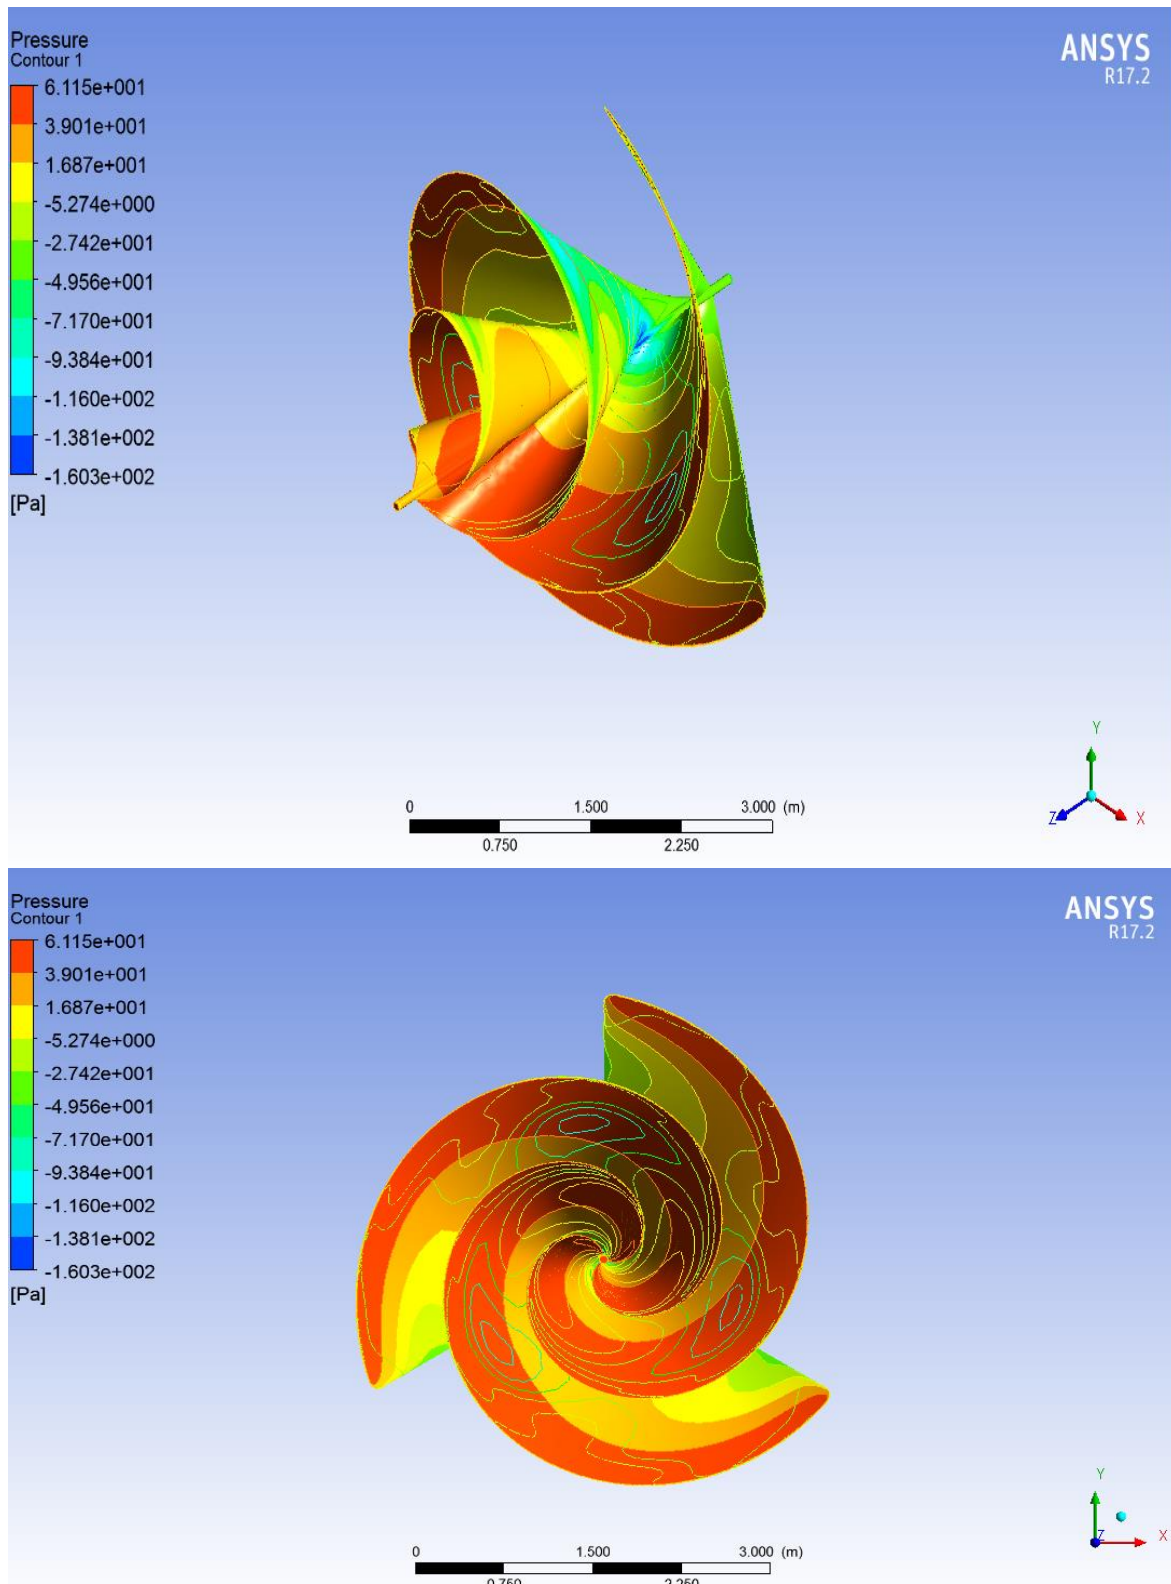 Pressure
Contour 1
6.115e+001
3.901e+001
1.687e+001
-5.274e+000
-2.742e+001
-4.956e+001
-7.170e+001
-9.384e+001
-1.160e+002
-1.381e+002
-1.603e+002
[Pa]
ANSYS
R17.2
0 1.500 3.000 (m)
0.750 2.250
Y
Z X
Pressure
Contour 1
6.115e+001
3.901e+001
1.687e+001
-5.274e+000
-2.742e+001
-4.956e+001
-7.170e+001
-9.384e+001
-1.160e+002
-1.381e+002
-1.603e+002
[Pa]
ANSYS
R17.2
0 1.500 3.000 (m)
0.750 2.250
Y
Z X